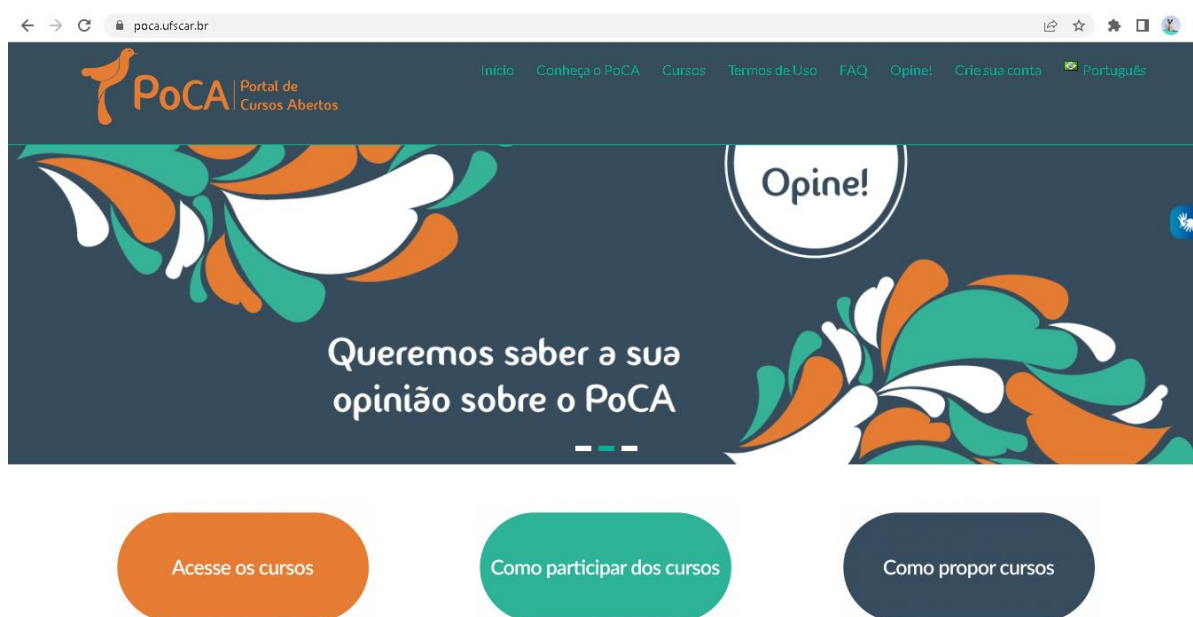 poca.ufscar.br
PoCA Portal de
Cursos Abertos
Início Conheça o PoCA Cursos Termos de Uso FAQ Opine! Crie sua conta Português
Opine!
Queremos saber a sua
opinião sobre o PoCA
Acesse os cursos
Como participar dos cursos
Como propor cursos